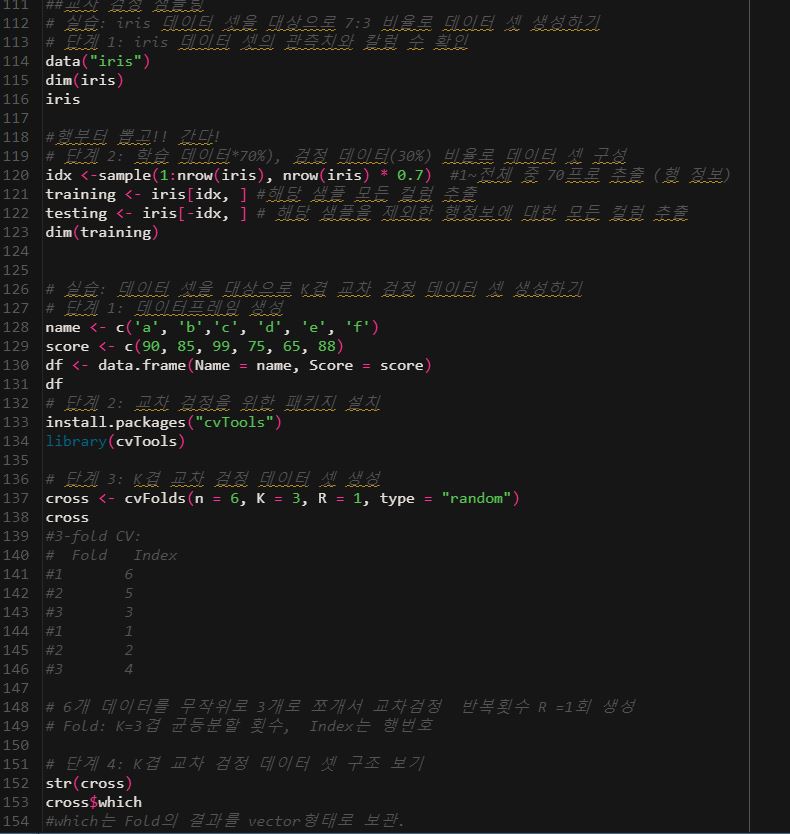 111 ##교차 검정 샘플링
112 # 실습: iris 데이터 셋을 대상으로 7:3 비율로 데이터 셋 생성하기
113 # 단계 1: iris 데이터 셋의 관측치와 칼럼 수 확인
114 data("iris")
115 dim(iris)
116 iris
117
118 #행부터 뽑고!! 간다!
119 # 단계 2: 학습 데이터*70%), 검정 데이터(30%) 비율로 데이터 셋 구성
120 idx <-sample(1:nrow(iris), nrow(iris) * 0.7)  #1~전체 중 70프로 추출 (행 정보)
121 training <- iris[idx, ] #해당 샘플 모든 컬럼 추출
122 testing <- iris[-idx, ] # 해당 샘플을 제외한 행정보에 대한 모든 컬럼 추출
123 dim(training)
124
125
126 # 실습: 데이터 셋을 대상으로 K겹 교차 검정 데이터 셋 생성하기
127 # 단계 1: 데이터프레임 생성
128 name <- c('a', 'b','c', 'd', 'e', 'f')
129 score <- c(90, 85, 99, 75, 65, 88)
130 df <- data.frame(Name = name, Score = score)
131 df
132 # 단계 2: 교차 검정을 위한 패키지 설치
133 install.packages("cvTools")
134 library(cvTools)
135
136 # 단계 3: K겹 교차 검정 데이터 셋 생성
137 cross <- cvFolds(n = 6, K = 3, R = 1, type = "random")
138 cross
139 #3-fold CV:
140 #  Fold   Index
141 #1       6
142 #2       5
143 #3       3
144 #1       1
145 #2       2
146 #3       4
147
148 # 6개 데이터를 무작위로 3개로 쪼개서 교차검정  반복횟수 R =1회 생성
149 # Fold: K=3겹 균등분할 횟수,  Index는 행번호
150
151 # 단계 4: K겹 교차 검정 데이터 셋 구조 보기
152 str(cross)
153 cross$which
154 #which는 Fold의 결과를 vector형태로 보관.